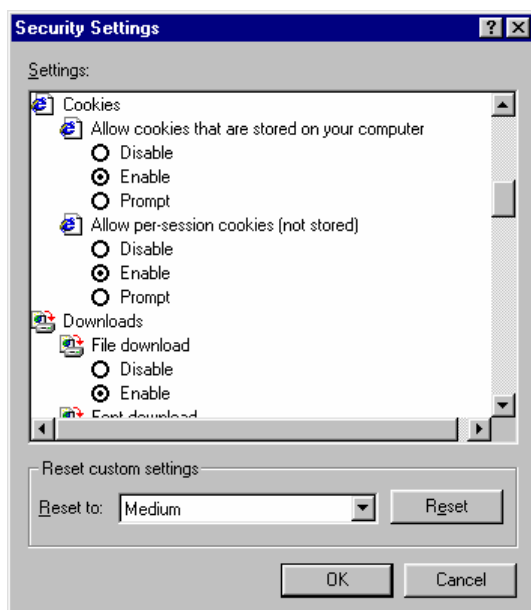 Security Settings
Settings:
Cookies
Allow cookies that are stored on your computer
Disable
Enable
Prompt
Allow per-session cookies (not stored)
Disable
Enable
Prompt
Downloads
File download
Disable
Enable
Font download
Reset custom settings
Reset to: Medium Reset
OK Cancel